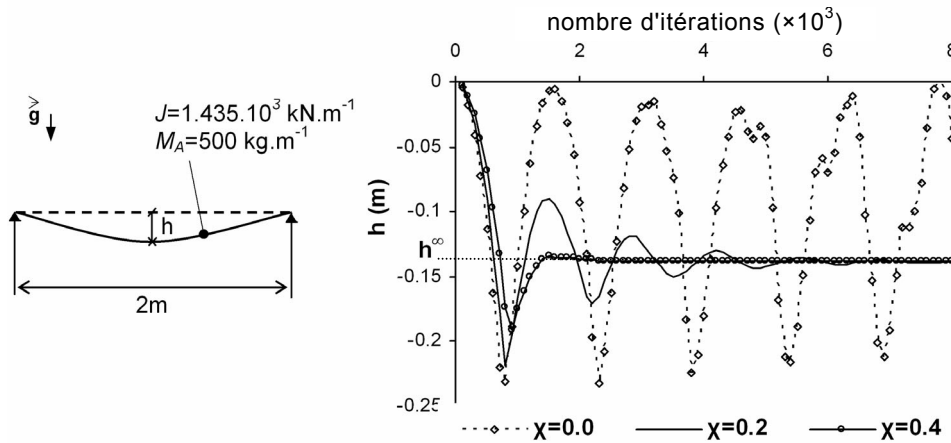 g
J=1.435.10³ kN.m⁻¹
M_A=500 kg.m⁻¹
h
2m
nombre d'itérations (×10³)
0 2 4 6 8
0
-0.05
-0.1
-0.15
-0.2
-0.25
h (m)
h∞
χ=0.0 χ=0.2 χ=0.4